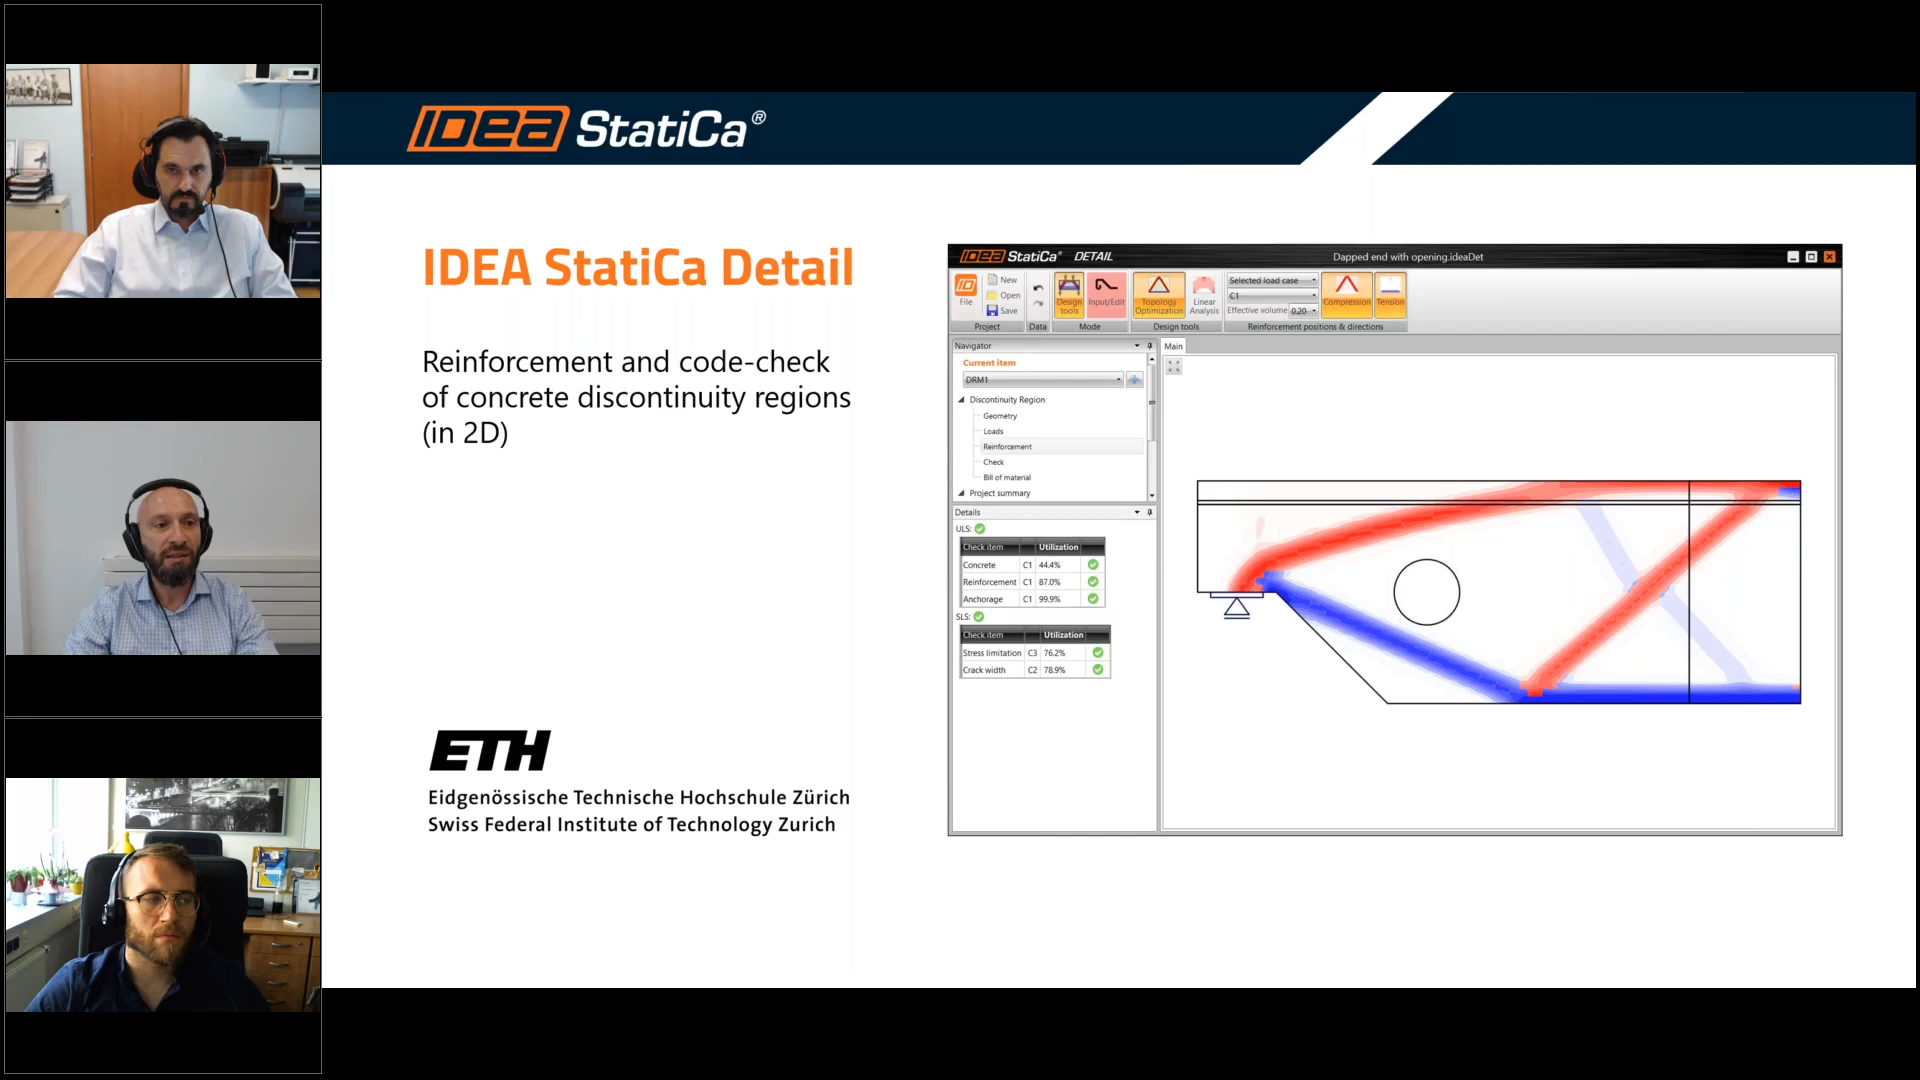 IDEA StatiCa®
IDEA StatiCa Detail
Reinforcement and code-check
of concrete discontinuity regions
(in 2D)
ETH
Eidgenössische Technische Hochschule Zürich
Swiss Federal Institute of Technology Zurich
IDEA StatiCa® DETAIL
Dapped end with opening.ideaDet
File
New
Open
Save
Project
Data
Design tools
Input/Edit
Mode
Topology Optimization
Linear Analysis
Design tools
Selected load case
C1
Effective volume 0.20
Compression
Tension
Reinforcement positions & directions
Navigator
Current item
DRM1
Discontinuity Region
Geometry
Loads
Reinforcement
Check
Bill of material
Project summary
Main
Details
ULS:
Check item Utilization
Concrete C1 44.4%
Reinforcement C1 87.0%
Anchorage C1 99.9%
SLS:
Check item Utilization
Stress limitation C3 76.2%
Crack width C2 78.9%